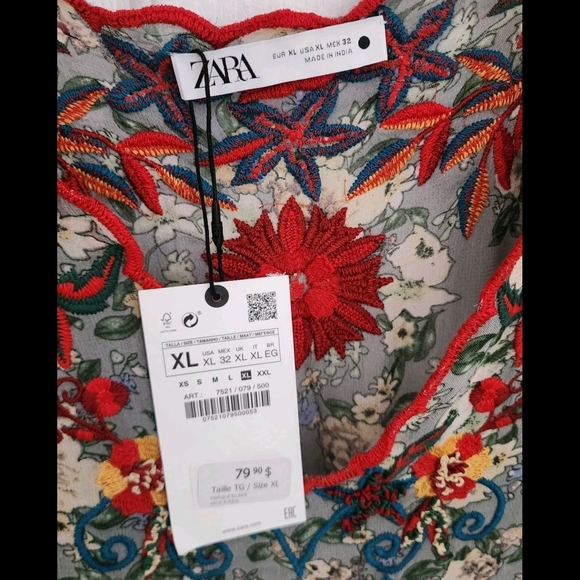 ZARA
EUR XL USA XL MEX 32
MADE IN INDIA
TALLA / SIZE / TAMANHO / TAILLE / MAAT /
XL
USA MEX UK IT BR
XL 32 XL XL EG
XS S M L XL XXL
ART.: 7521 / 079 / 500
07521079500053
79 90 $
Taille TG / Size XL
www.zara.com
EAC